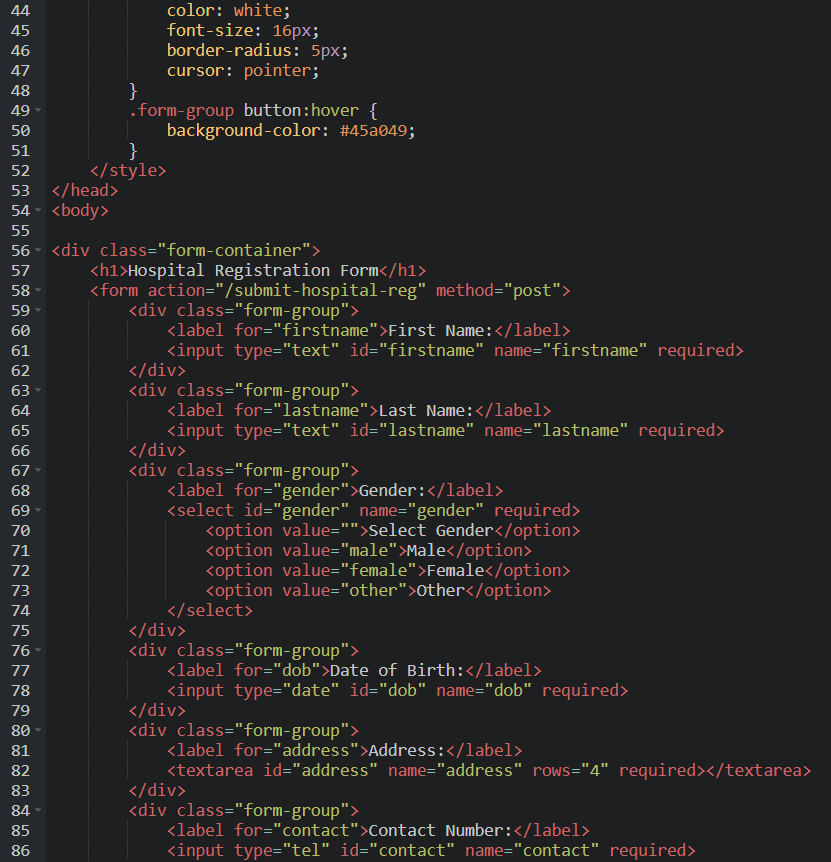 44             color: white;
45             font-size: 16px;
46             border-radius: 5px;
47             cursor: pointer;
48         }
49         .form-group button:hover {
50             background-color: #45a049;
51         }
52     </style>
53 </head>
54 <body>
55
56 <div class="form-container">
57     <h1>Hospital Registration Form</h1>
58     <form action="/submit-hospital-reg" method="post">
59         <div class="form-group">
60             <label for="firstname">First Name:</label>
61             <input type="text" id="firstname" name="firstname" required>
62         </div>
63         <div class="form-group">
64             <label for="lastname">Last Name:</label>
65             <input type="text" id="lastname" name="lastname" required>
66         </div>
67         <div class="form-group">
68             <label for="gender">Gender:</label>
69             <select id="gender" name="gender" required>
70                 <option value="">Select Gender</option>
71                 <option value="male">Male</option>
72                 <option value="female">Female</option>
73                 <option value="other">Other</option>
74             </select>
75         </div>
76         <div class="form-group">
77             <label for="dob">Date of Birth:</label>
78             <input type="date" id="dob" name="dob" required>
79         </div>
80         <div class="form-group">
81             <label for="address">Address:</label>
82             <textarea id="address" name="address" rows="4" required></textarea>
83         </div>
84         <div class="form-group">
85             <label for="contact">Contact Number:</label>
86             <input type="tel" id="contact" name="contact" required>